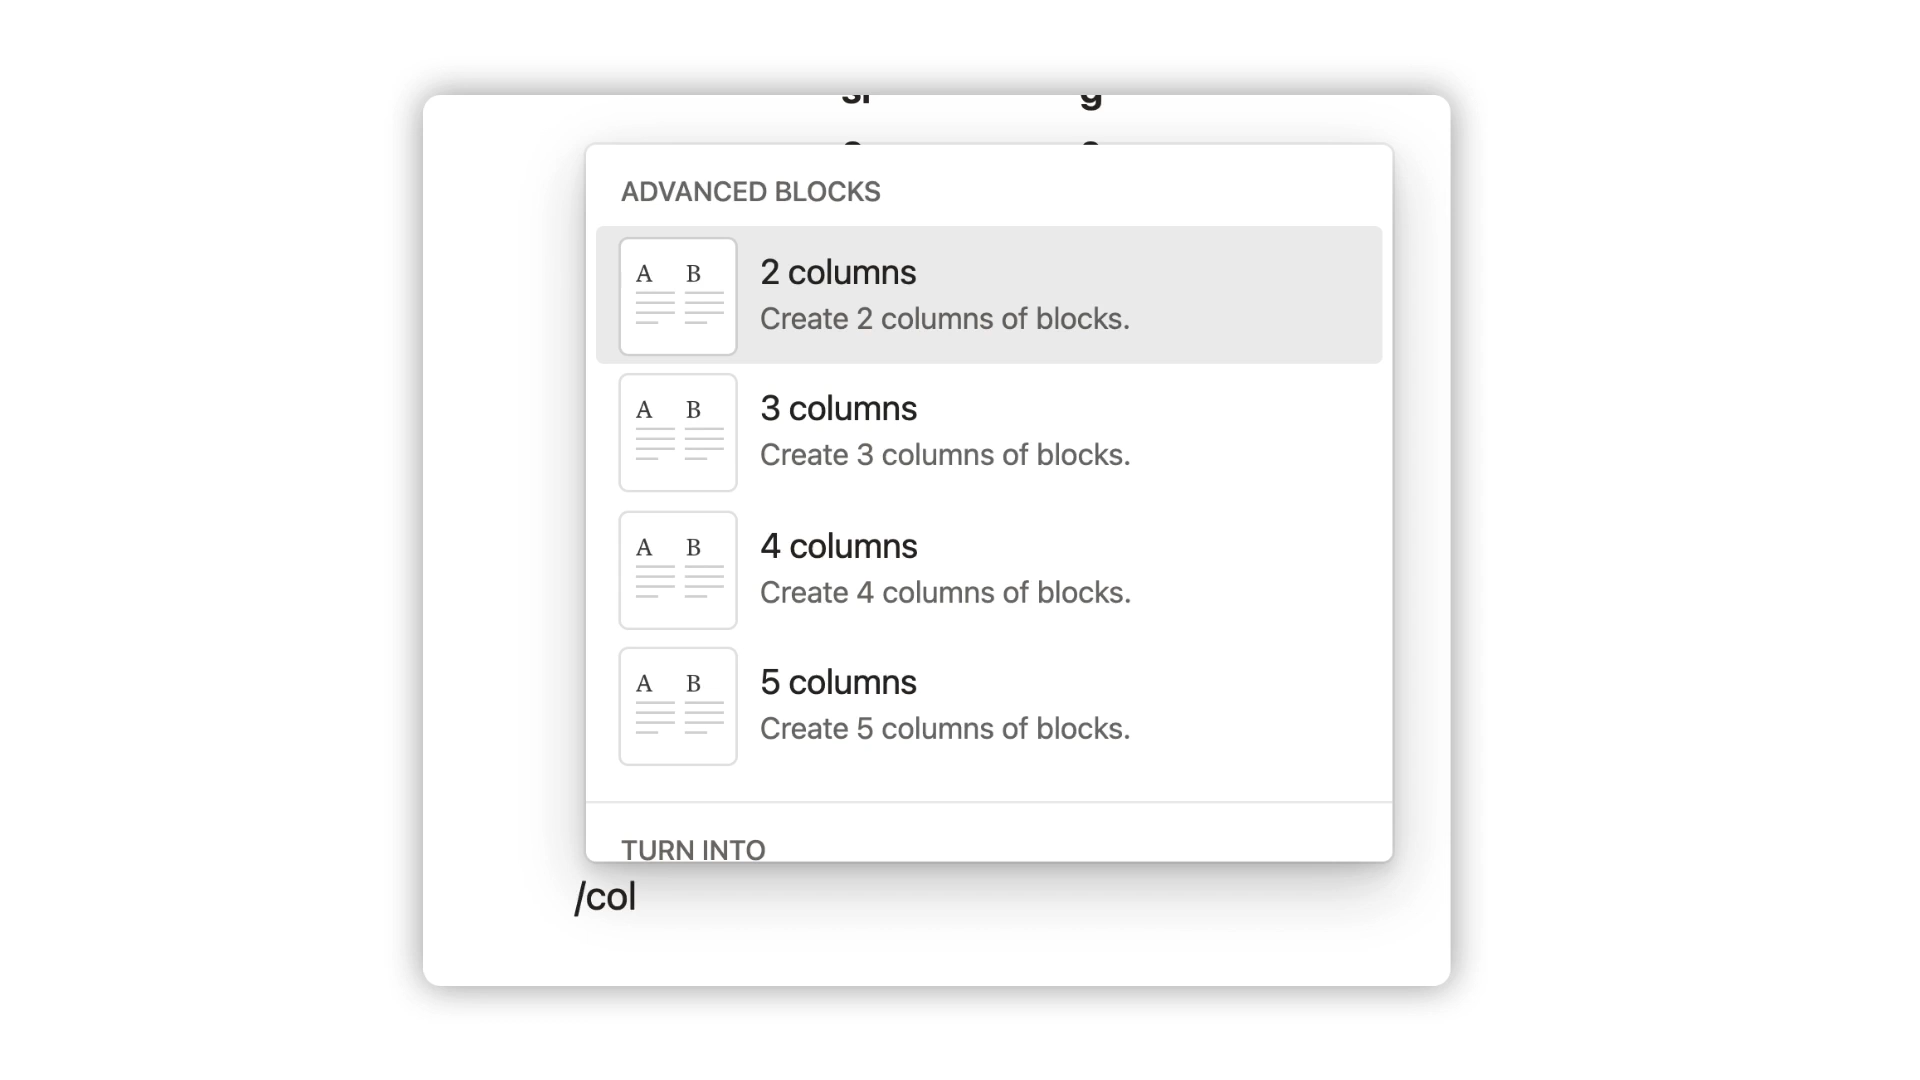 ADVANCED BLOCKS
A B
2 columns
Create 2 columns of blocks.
A B
3 columns
Create 3 columns of blocks.
A B
4 columns
Create 4 columns of blocks.
A B
5 columns
Create 5 columns of blocks.
TURN INTO
/col